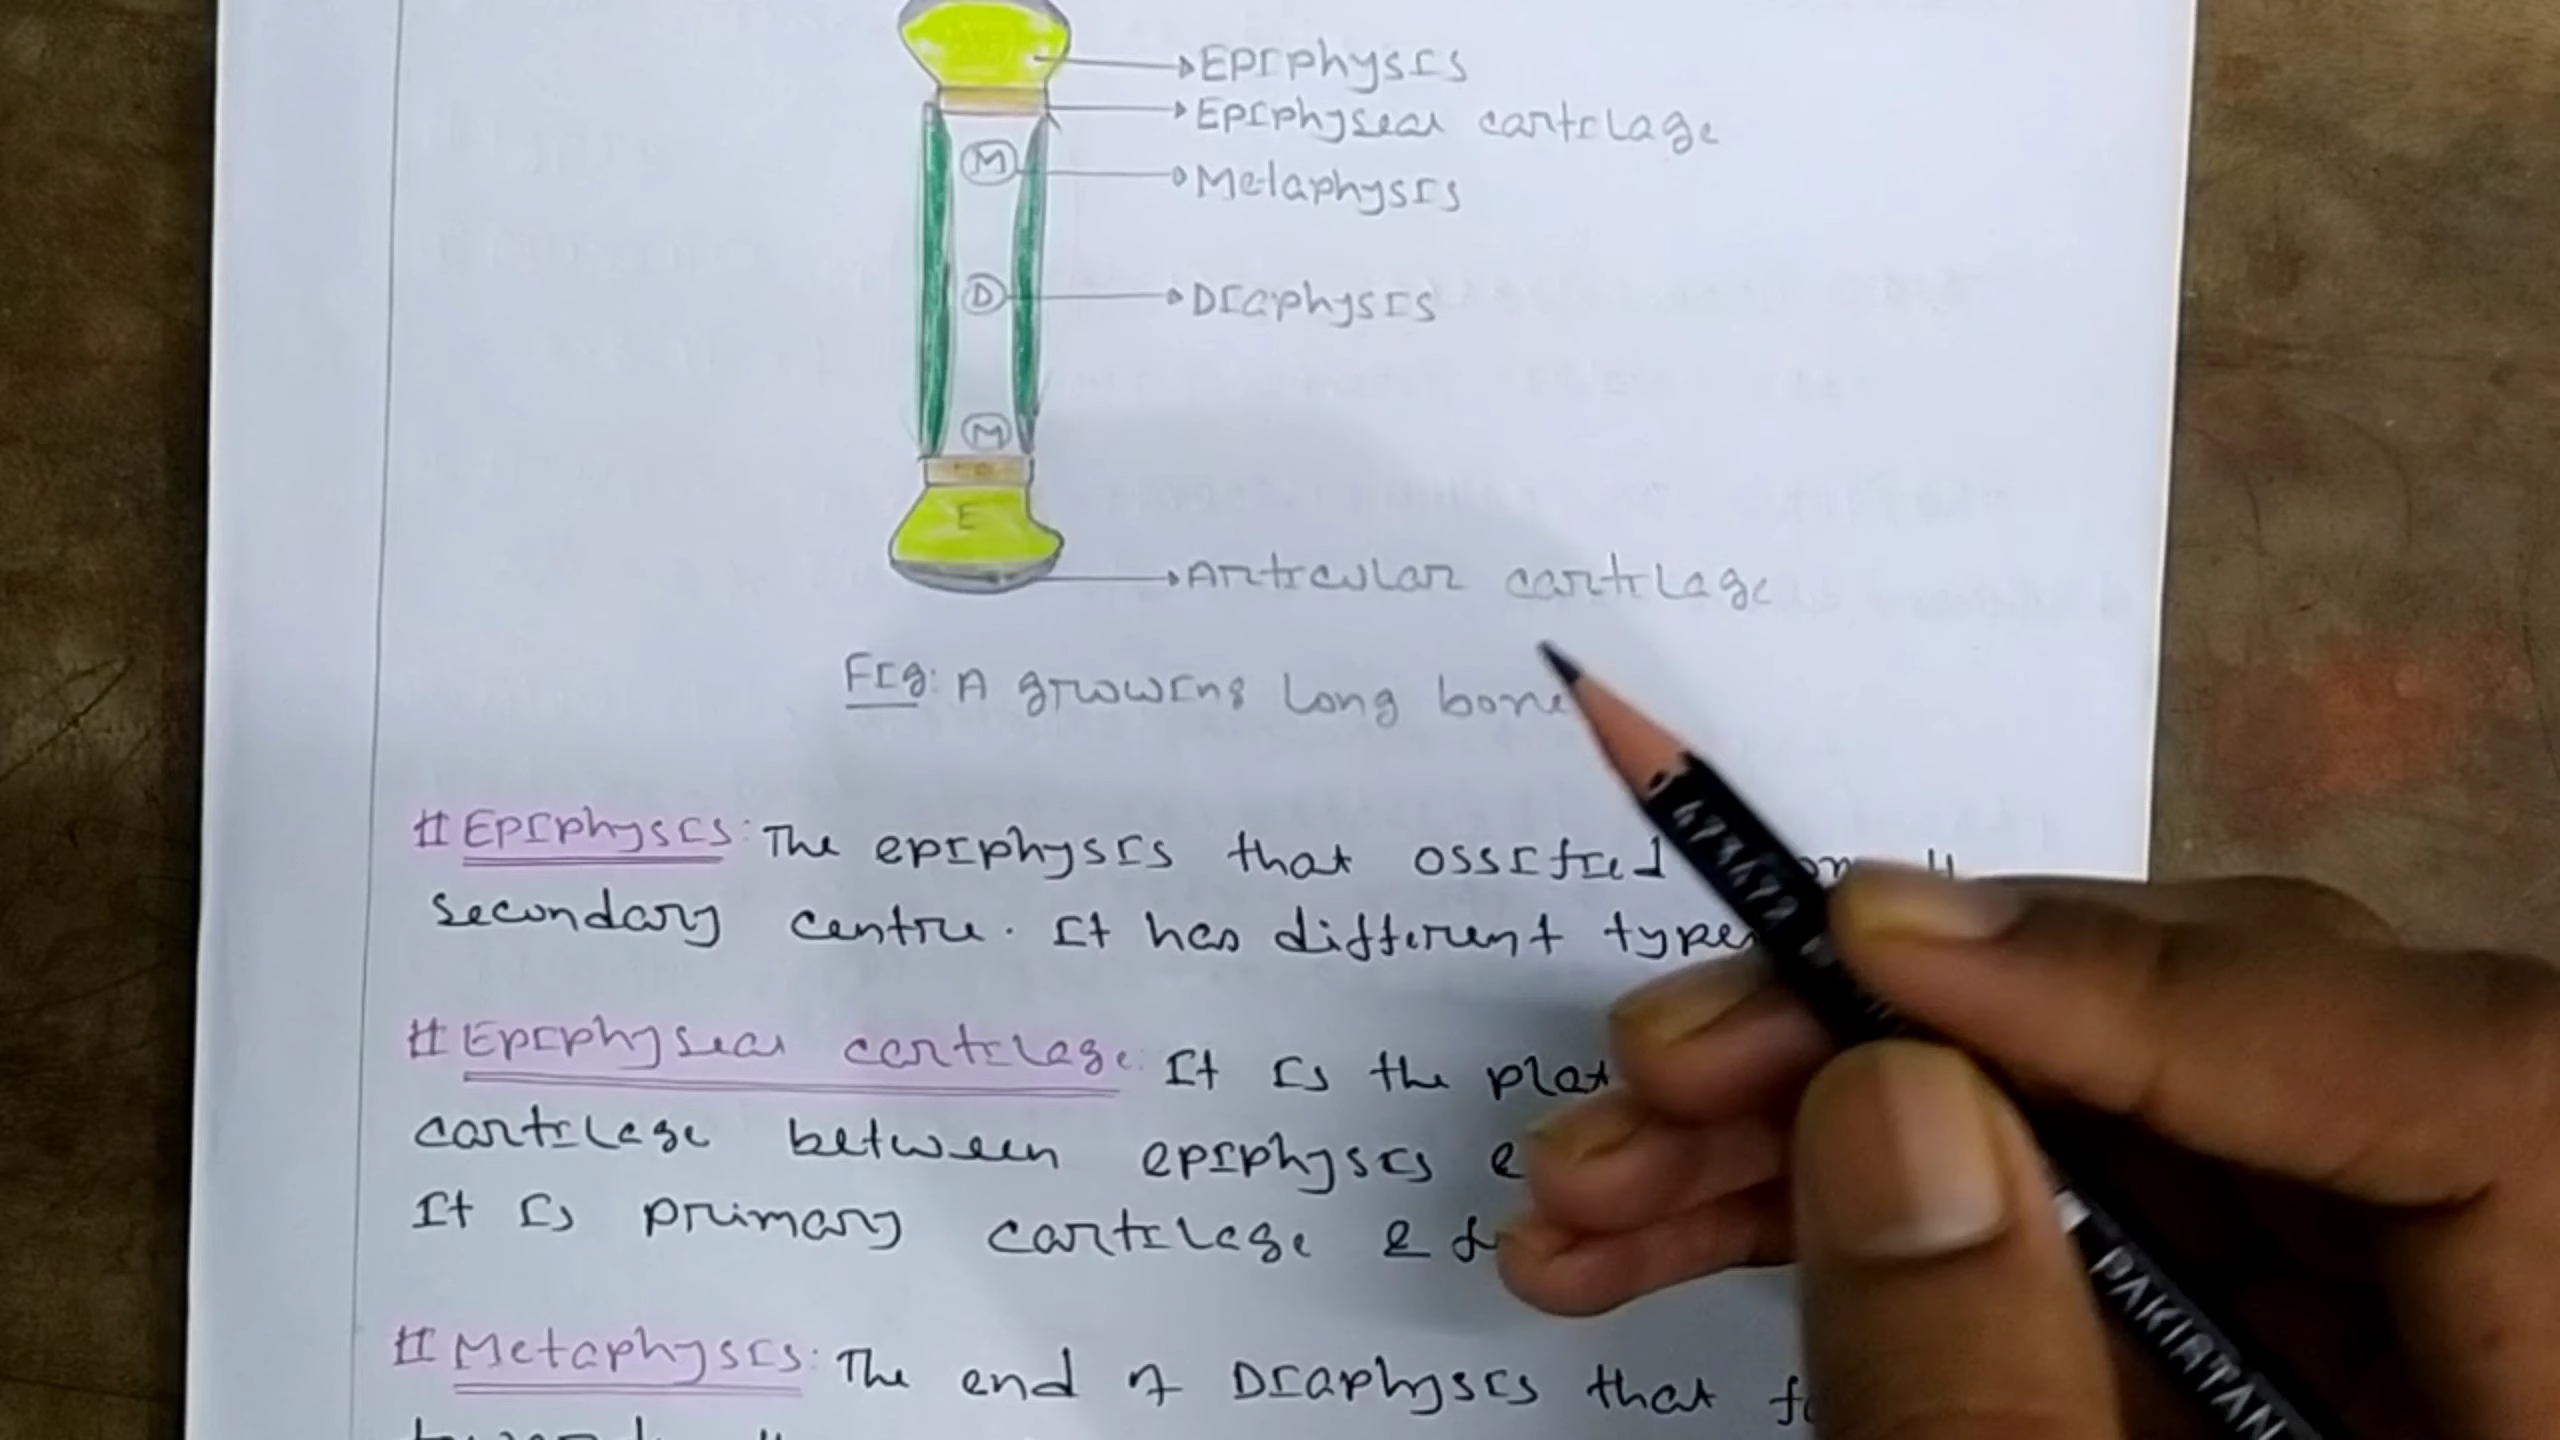 Epiphysis
Epiphyseal cartilage
M
Metaphysis
D
Diaphysis
M
E
Articular cartilage
Fig: A growing long bone
# Epiphysis: The epiphysis that ossified
secondary centre. It has different types
# Epiphyseal cartilage: It is the plat
cartilage between epiphysis &
It is primary cartilage &
# Metaphysis: The end of Diaphysis that
PAKISTAN